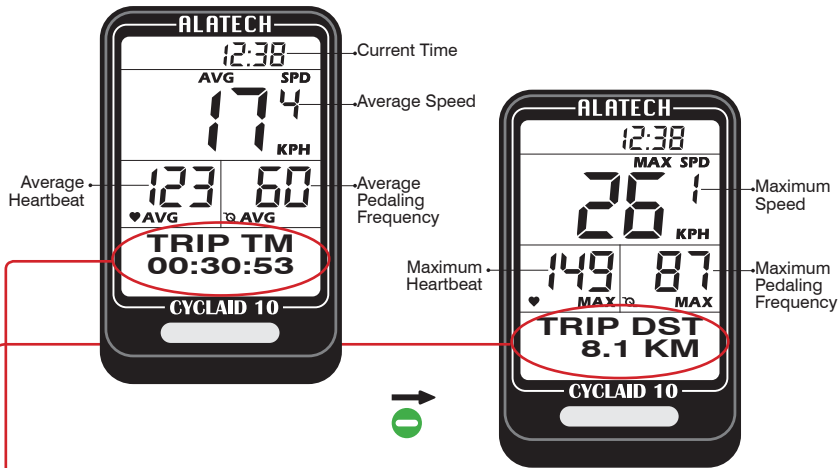 ALATECH
12:38
Current Time
AVG SPD
17 4
Average Speed
KPH
Average
Heartbeat
123
60
Average
Pedaling
Frequency
AVG
AVG
TRIP TM
00:30:53
CYCLAID 10
ALATECH
12:38
MAX SPD
26 1
Maximum
Speed
KPH
Maximum
Heartbeat
149
87
Maximum
Pedaling
Frequency
MAX
MAX
TRIP DST
8.1 KM
CYCLAID 10